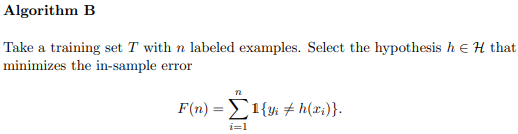 Algorithm B
Take a training set T with n labeled examples. Select the hypothesis h ∈ ℋ that
minimizes the in-sample error
F(n) = ∑_{i=1}^{n} 𝟙{y_i ≠ h(x_i)}.